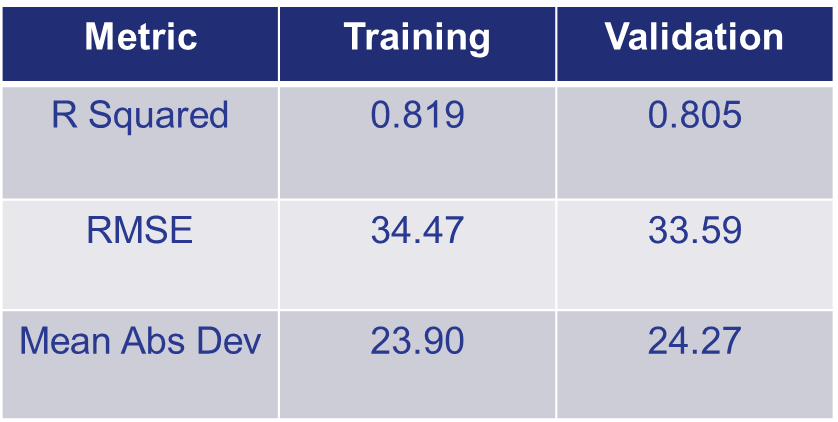 Metric Training Validation
R Squared 0.819 0.805
RMSE 34.47 33.59
Mean Abs Dev 23.90 24.27